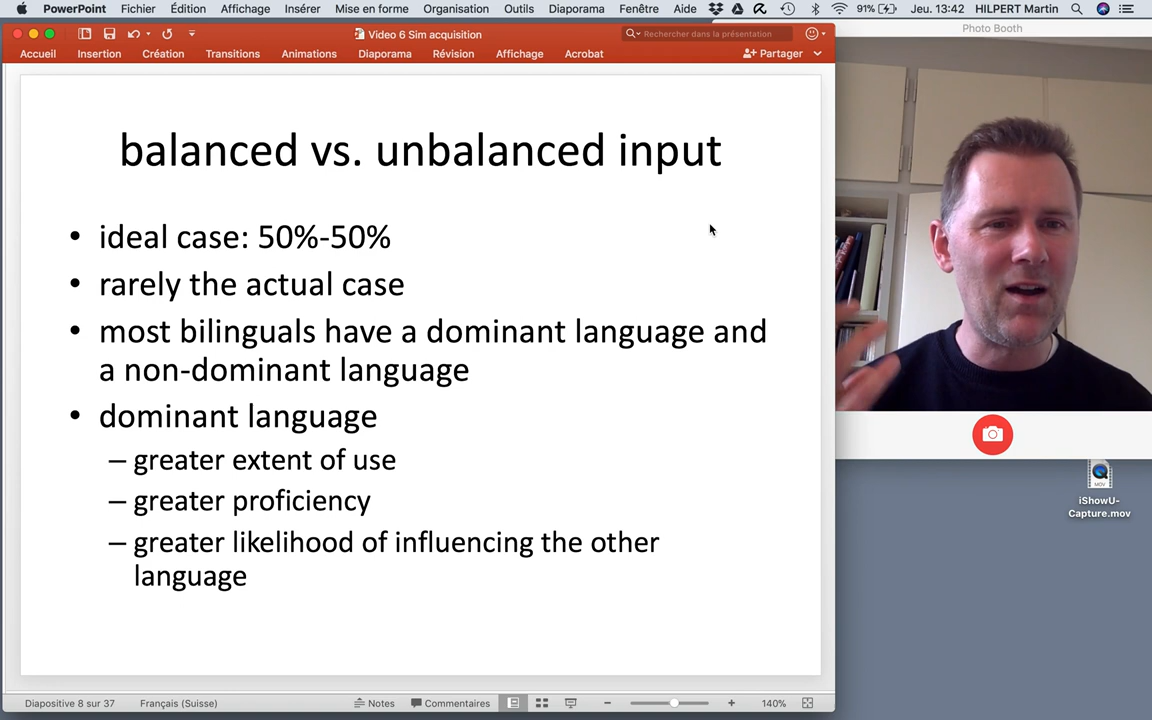 PowerPoint Fichier Édition Affichage Insérer Mise en forme Organisation Outils Diaporama Fenêtre Aide 91% Jeu. 13:42 HILPERT Martin
Photo Booth
Video 6 Sim acquisition
Rechercher dans la présentation
Accueil Insertion Création Transitions Animations Diaporama Révision Affichage Acrobat Partager
balanced vs. unbalanced input
• ideal case: 50%-50%
• rarely the actual case
• most bilinguals have a dominant language and
a non-dominant language
• dominant language
– greater extent of use
– greater proficiency
– greater likelihood of influencing the other
language
MOV
iShowU-
Capture.mov
Diapositive 8 sur 37 Français (Suisse) Notes Commentaires 140%